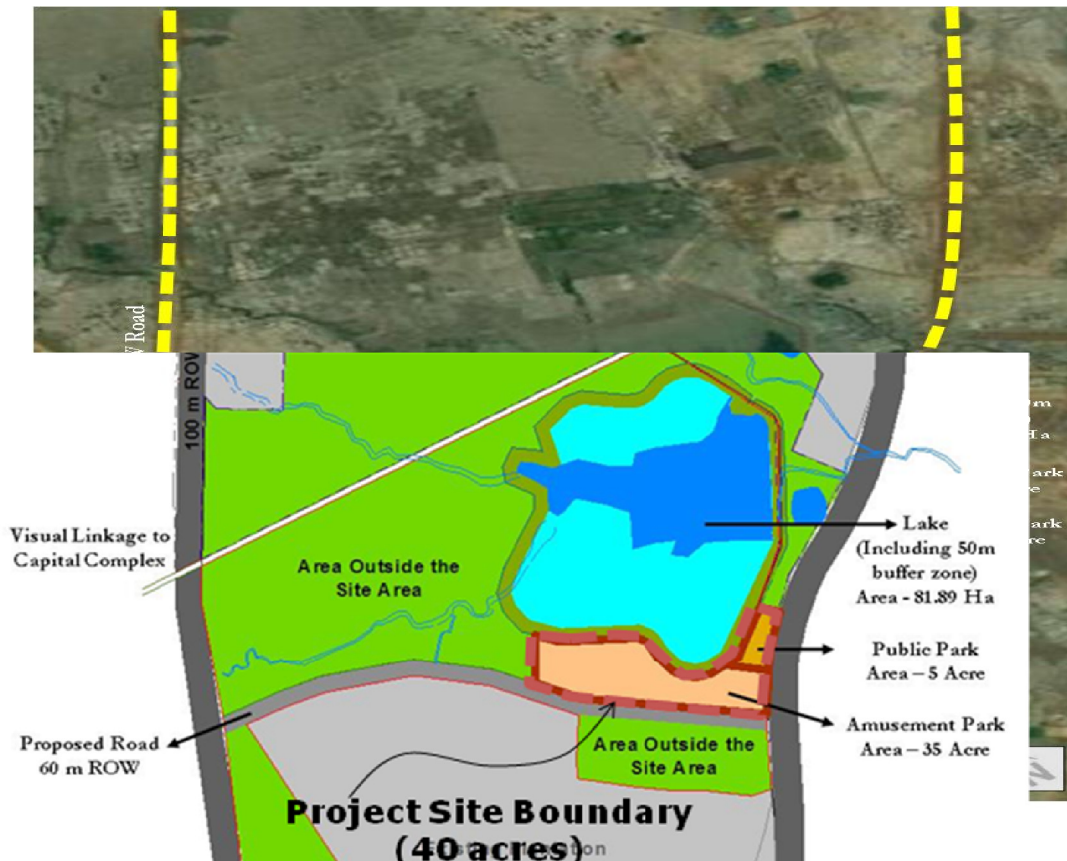 Road
100 m ROW
Visual Linkage to
Capital Complex
Area Outside the
Site Area
Lake
(Including 50m
buffer zone)
Area - 81.89 Ha
Public Park
Area – 5 Acre
Amusement Park
Area – 35 Acre
Proposed Road
60 m ROW
Area Outside the
Site Area
Project Site Boundary
(40 acres)